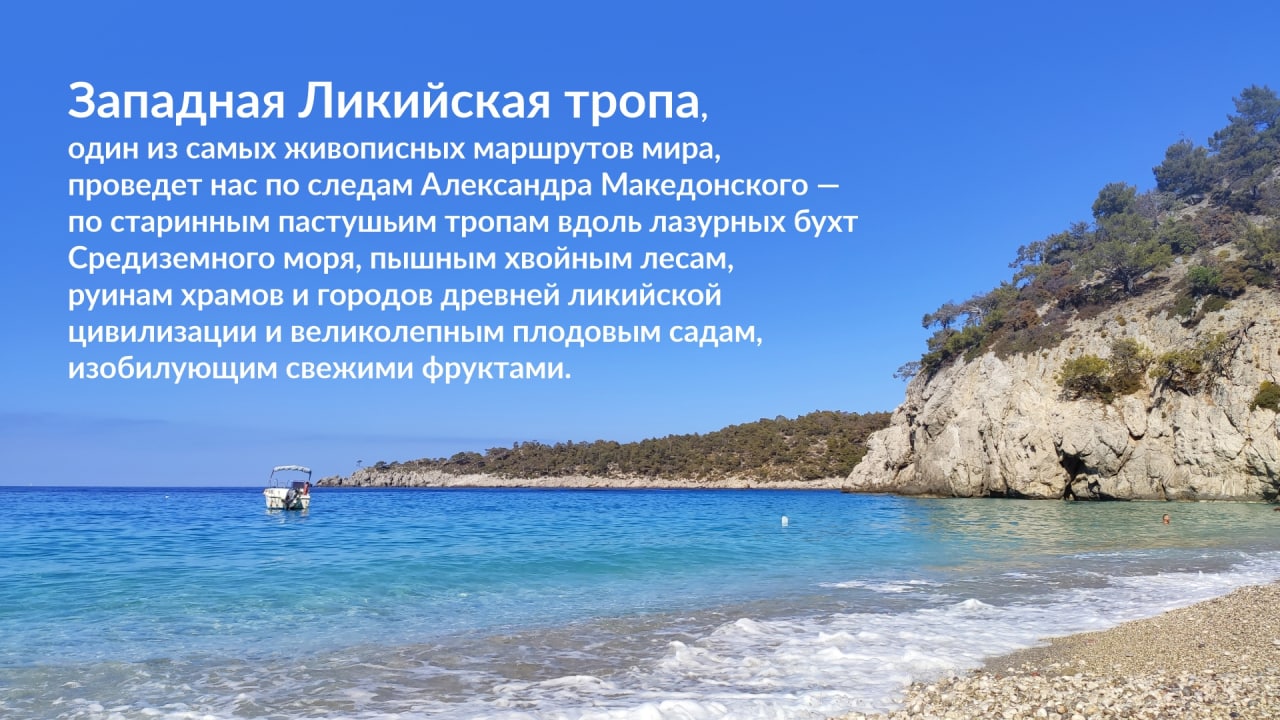 Западная Ликийская тропа,
один из самых живописных маршрутов мира,
проведет нас по следам Александра Македонского —
по старинным пастушьим тропам вдоль лазурных бухт
Средиземного моря, пышным хвойным лесам,
руинам храмов и городов древней ликийской
цивилизации и великолепным плодовым садам,
изобилующим свежими фруктами.